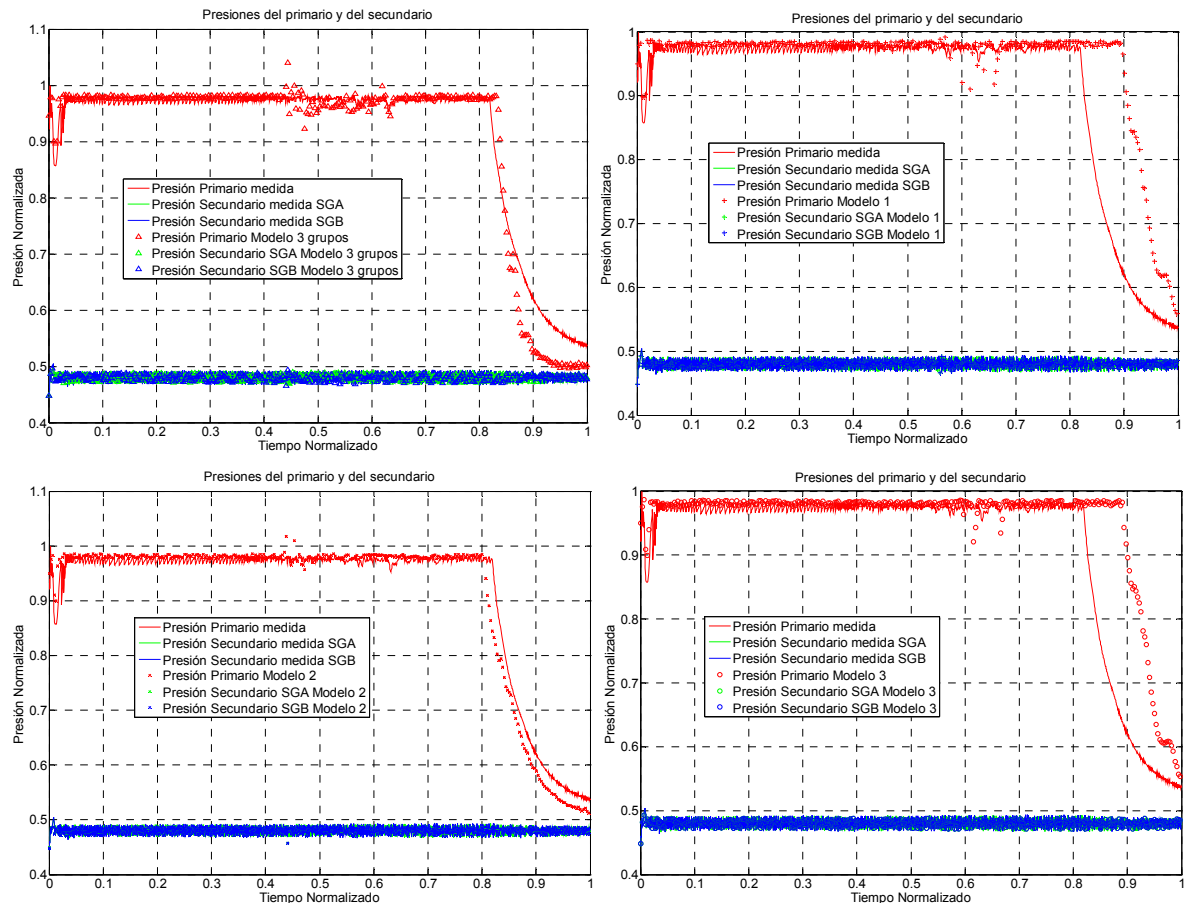 Presiones del primario y del secundario
1.1
1
0.9
0.8
0.7
0.6
0.5
0.4
Presión Normalizada
Presión Primario medida
Presión Secundario medida SGA
Presión Secundario medida SGB
Presión Primario Modelo 3 grupos
Presión Secundario SGA Modelo 3 grupos
Presión Secundario SGB Modelo 3 grupos
0 0.1 0.2 0.3 0.4 0.5 0.6 0.7 0.8 0.9 1
Tiempo Normalizado
Presiones del primario y del secundario
1
0.9
0.8
0.7
0.6
0.5
0.4
Presión Normalizada
Presión Primario medida
Presión Secundario medida SGA
Presión Secundario medida SGB
Presión Primario Modelo 1
Presión Secundario SGA Modelo 1
Presión Secundario SGB Modelo 1
0 0.1 0.2 0.3 0.4 0.5 0.6 0.7 0.8 0.9 1
Tiempo Normalizado
Presiones del primario y del secundario
1.1
1
0.9
0.8
0.7
0.6
0.5
0.4
Presión Normalizada
Presión Primario medida
Presión Secundario medida SGA
Presión Secundario medida SGB
Presión Primario Modelo 2
Presión Secundario SGA Modelo 2
Presión Secundario SGB Modelo 2
0 0.1 0.2 0.3 0.4 0.5 0.6 0.7 0.8 0.9 1
Tiempo Normalizado
Presiones del primario y del secundario
1
0.9
0.8
0.7
0.6
0.5
0.4
Presión Normalizada
Presión Primario medida
Presión Secundario medida SGA
Presión Secundario medida SGB
Presión Primario Modelo 3
Presión Secundario SGA Modelo 3
Presión Secundario SGB Modelo 3
0 0.1 0.2 0.3 0.4 0.5 0.6 0.7 0.8 0.9 1
Tiempo Normalizado